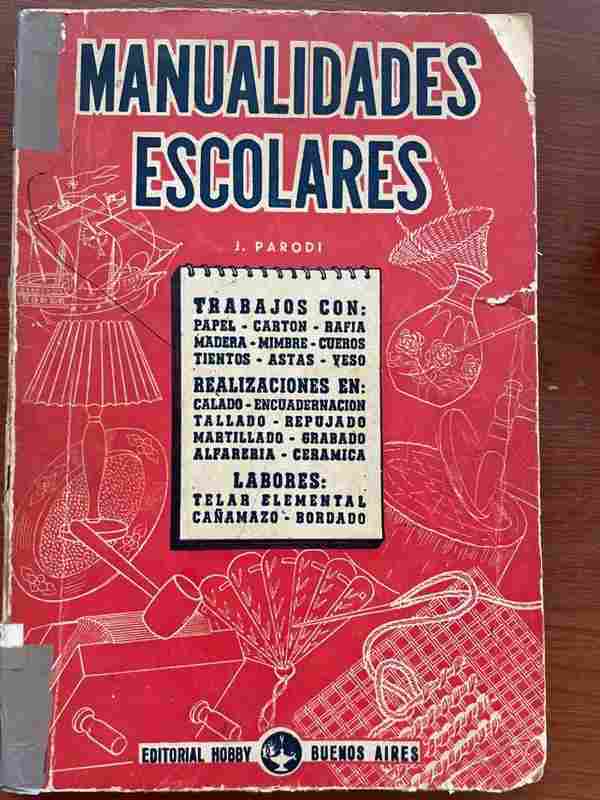 MANUALIDADES
ESCOLARES
J. PARODI
TRABAJOS CON:
PAPEL - CARTON - RAFIA
MADERA - MIMBRE - CUEROS
TIENTOS - ASTAS - YESO
REALIZACIONES EN:
CALADO - ENCUADERNACION
TALLADO - REPUJADO
MARTILLADO - GRABADO
ALFARERIA - CERAMICA
LABORES:
TELAR ELEMENTAL
CAÑAMAZO - BORDADO
EDITORIAL HOBBY BUENOS AIRES